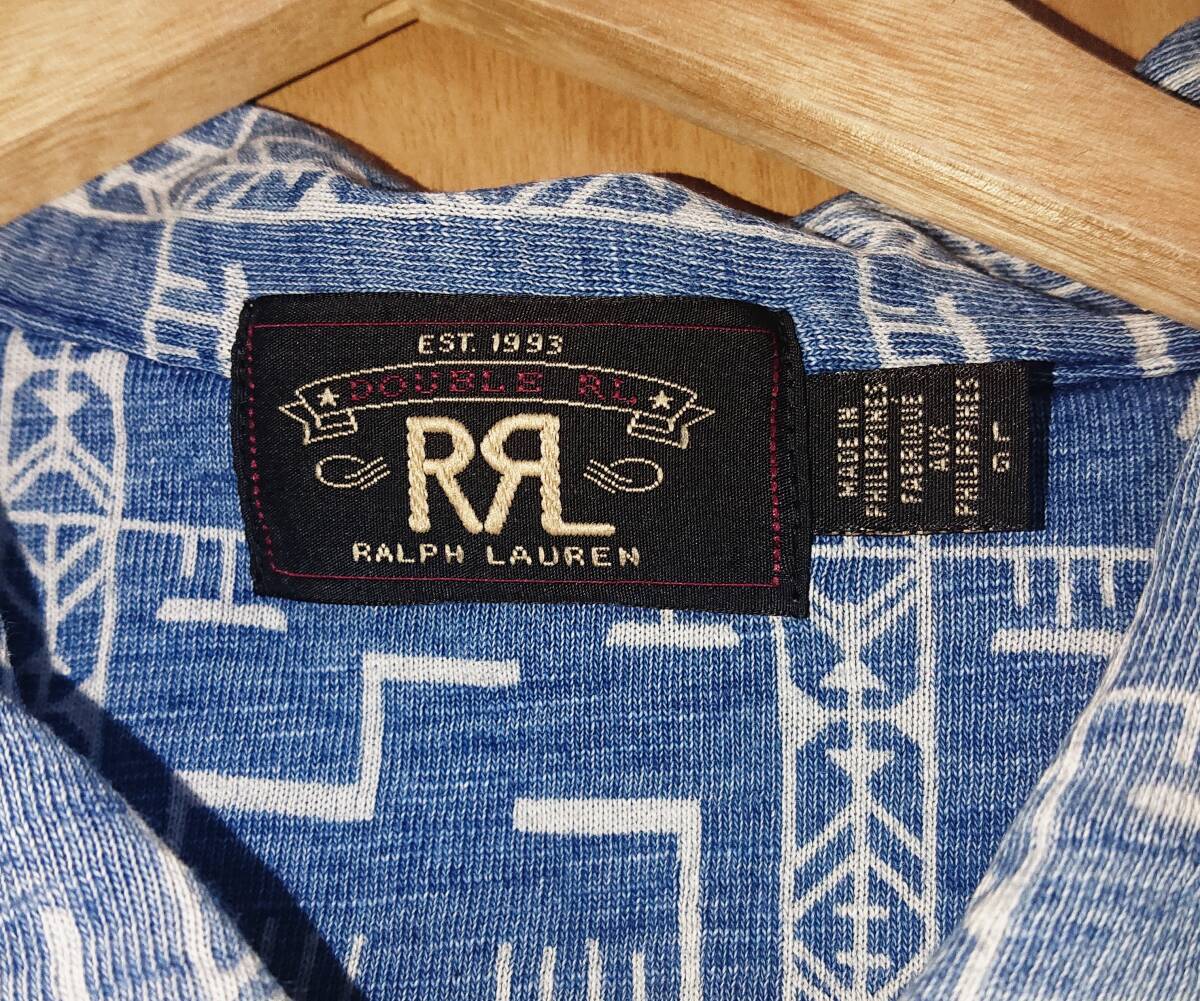 EST. 1993
DOUBLE RL
RRL
RALPH LAUREN
MADE IN
PHILIPPINES
FABRIQUE
AUX
PHILIPPINES